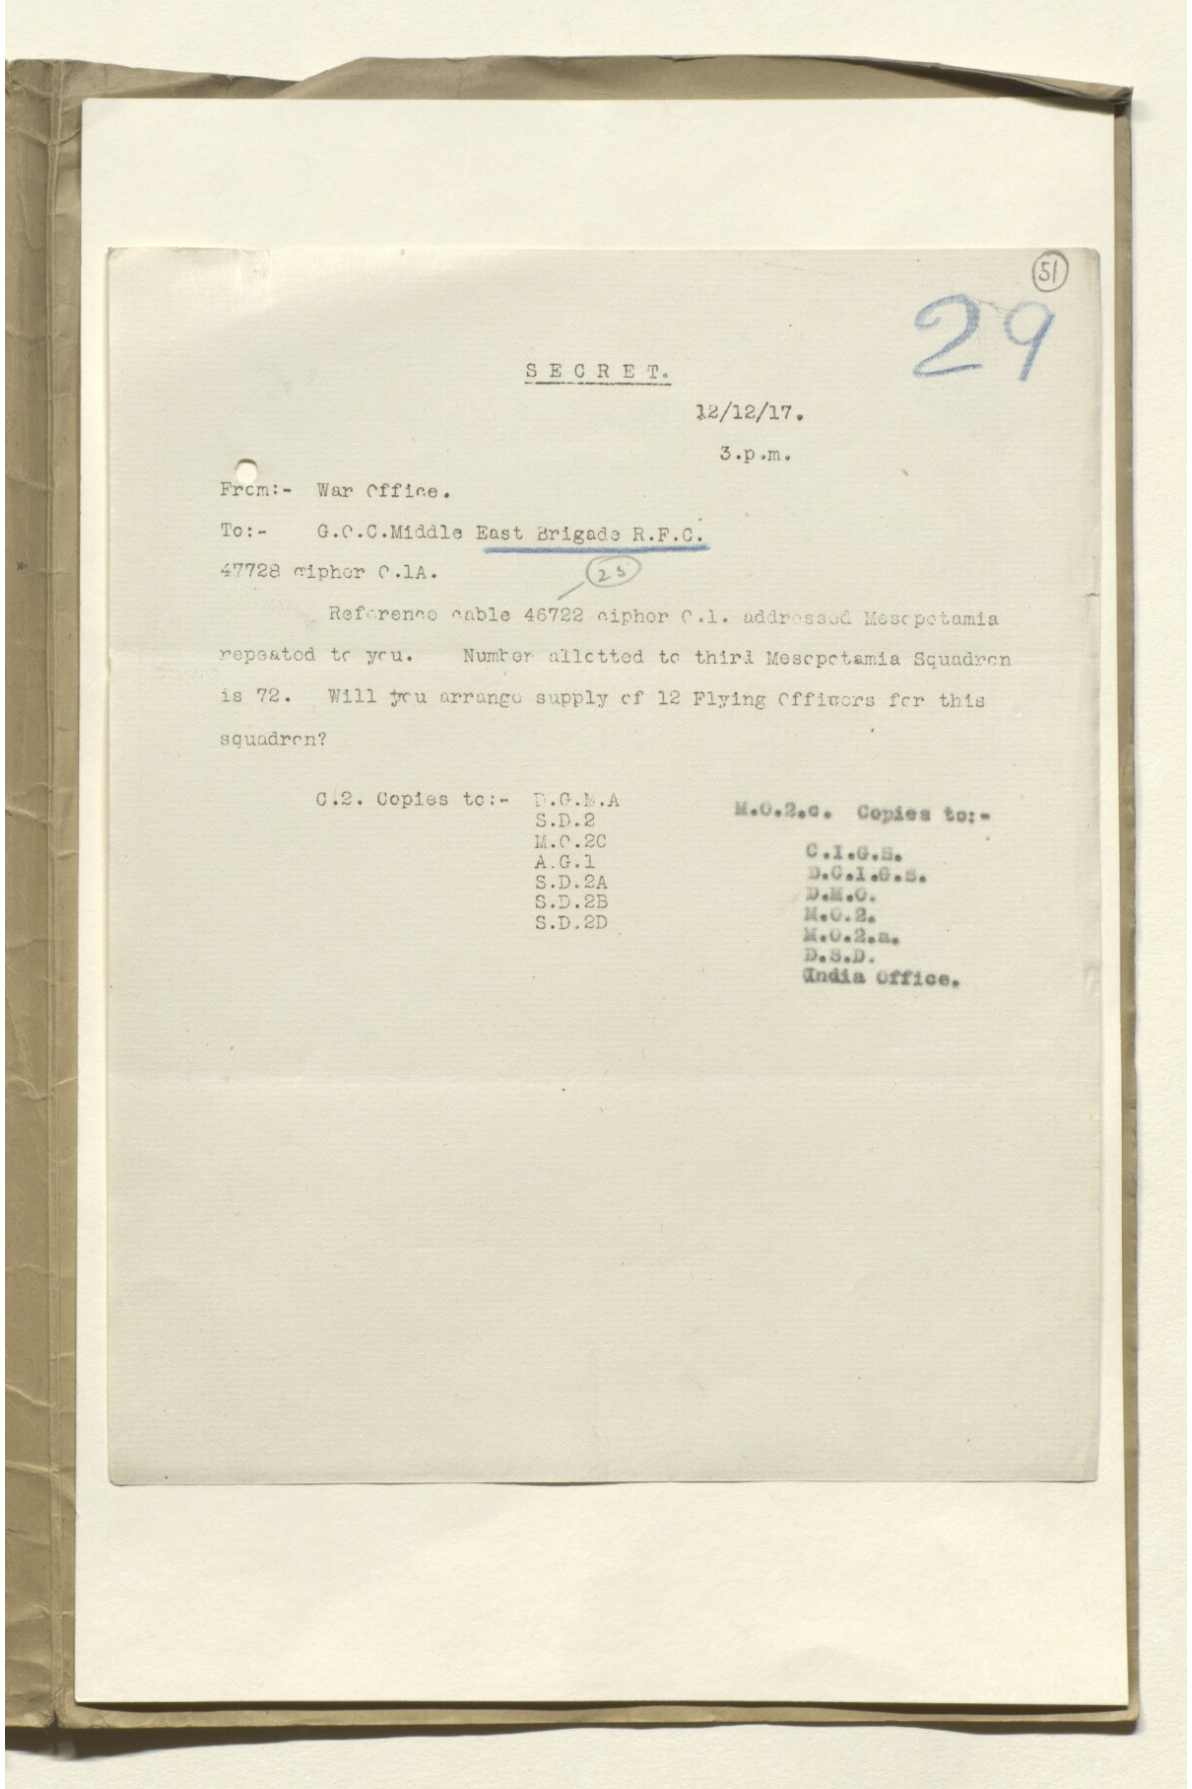 51
29
S E C R E T.
12/12/17.
3.p.m.
From:- War Office.
To:- G.O.C.Middle East Brigade R.F.C.
47728 cipher O.1A.
25
Reference cable 46722 cipher O.1. addressed Mesopotamia
repeated to you. Number allotted to third Mesopotamia Squadron
is 72. Will you arrange supply of 12 Flying Officers for this
squadron?
C.2. Copies to:- D.G.M.A
S.D.2
M.O.2C
A.G.1
S.D.2A
S.D.2B
S.D.2D
M.O.2.c. Copies to:-
C.I.G.S.
D.C.I.G.S.
D.M.O.
M.O.2.
M.O.2.a.
D.S.D.
India Office.